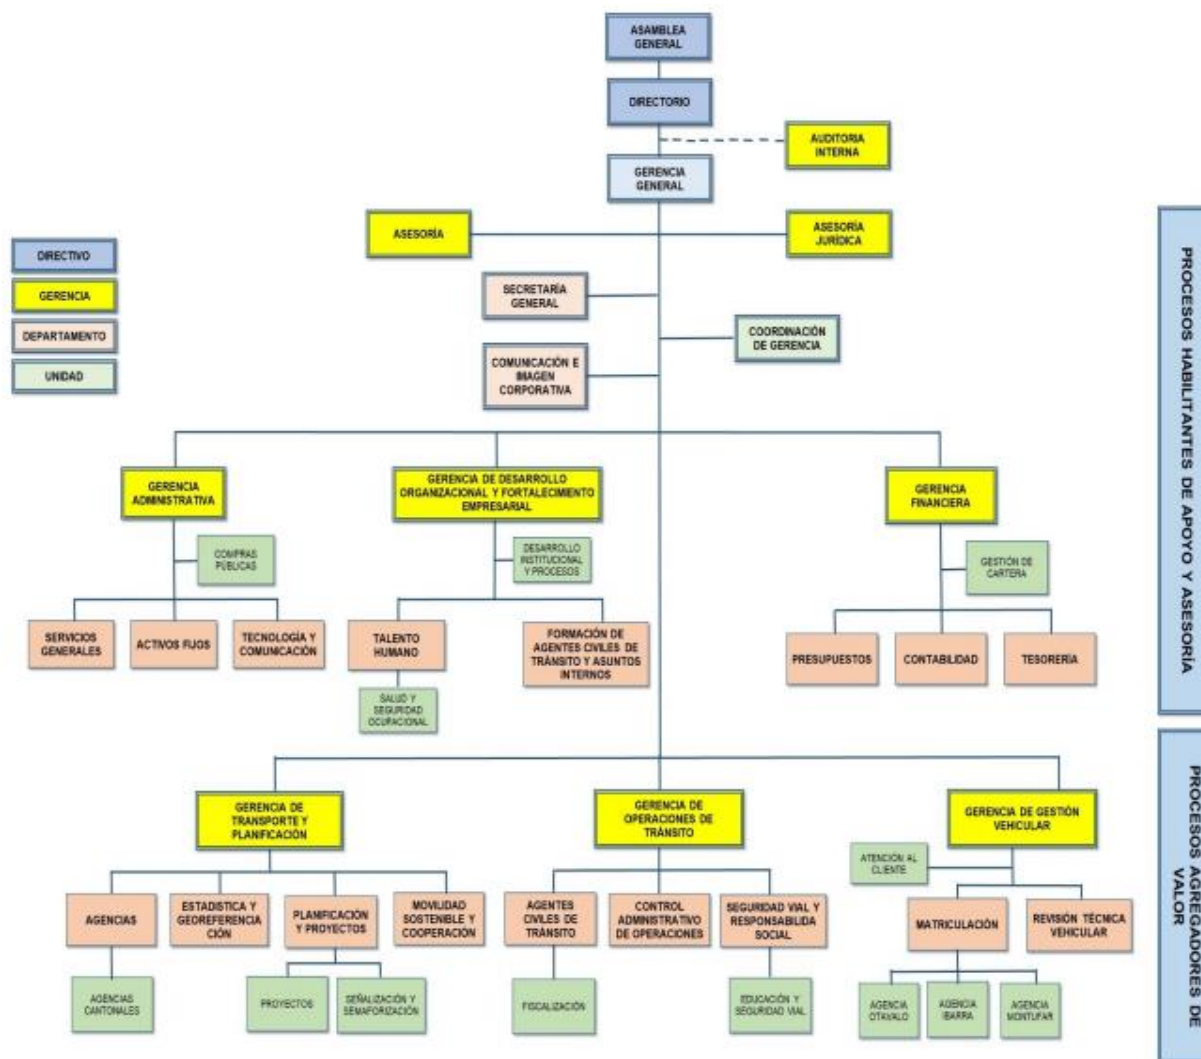 ASAMBLEA
GENERAL
DIRECTORIO
AUDITORIA
INTERNA
GERENCIA
GENERAL
ASESORÍA
ASESORÍA
JURÍDICA
DIRECTIVO
GERENCIA
DEPARTAMENTO
UNIDAD
SECRETARÍA
GENERAL
COORDINACIÓN
DE GERENCIA
COMUNICACIÓN E
IMAGEN
CORPORATIVA
PROCESOS HABILITANTES DE APOYO Y ASESORÍA
GERENCIA
ADMINISTRATIVA
GERENCIA DE DESARROLLO
ORGANIZACIONAL Y FORTALECIMIENTO
EMPRESARIAL
GERENCIA
FINANCIERA
COMPRAS
PÚBLICAS
DESARROLLO
INSTITUCIONAL
Y PROCESOS
GESTIÓN DE
CARTERA
SERVICIOS
GENERALES
ACTIVOS FIJOS
TECNOLOGÍA Y
COMUNICACIÓN
TALENTO
HUMANO
FORMACIÓN DE
AGENTES CIVILES DE
TRÁNSITO Y ASUNTOS
INTERNOS
PRESUPUESTOS
CONTABILIDAD
TESORERÍA
SALUD Y
SEGURIDAD
OCUPACIONAL
PROCESOS AGREGADORES DE
VALOR
GERENCIA DE
TRANSPORTE Y
PLANIFICACIÓN
GERENCIA DE
OPERACIONES DE
TRÁNSITO
GERENCIA DE GESTIÓN
VEHICULAR
ATENCIÓN AL
CLIENTE
AGENCIAS
ESTADISTICA Y
GEOREFERENCIA
CIÓN
PLANIFICACIÓN
Y PROYECTOS
MOVILIDAD
SOSTENIBLE Y
COOPERACIÓN
AGENTES
CIVILES DE
TRÁNSITO
CONTROL
ADMINISTRATIVO
DE OPERACIONES
SEGURIDAD VIAL Y
RESPONSABILIDA
SOCIAL
MATRICULACIÓN
REVISIÓN TÉCNICA
VEHICULAR
AGENCIAS
CANTONALES
PROYECTOS
SEÑALIZACIÓN Y
SEMAFORIZACIÓN
FISCALIZACIÓN
EDUCACIÓN Y
SEGURIDAD VIAL
AGENCIA
OTAVALO
AGENCIA
IBARRA
AGENCIA
MONTUFAR